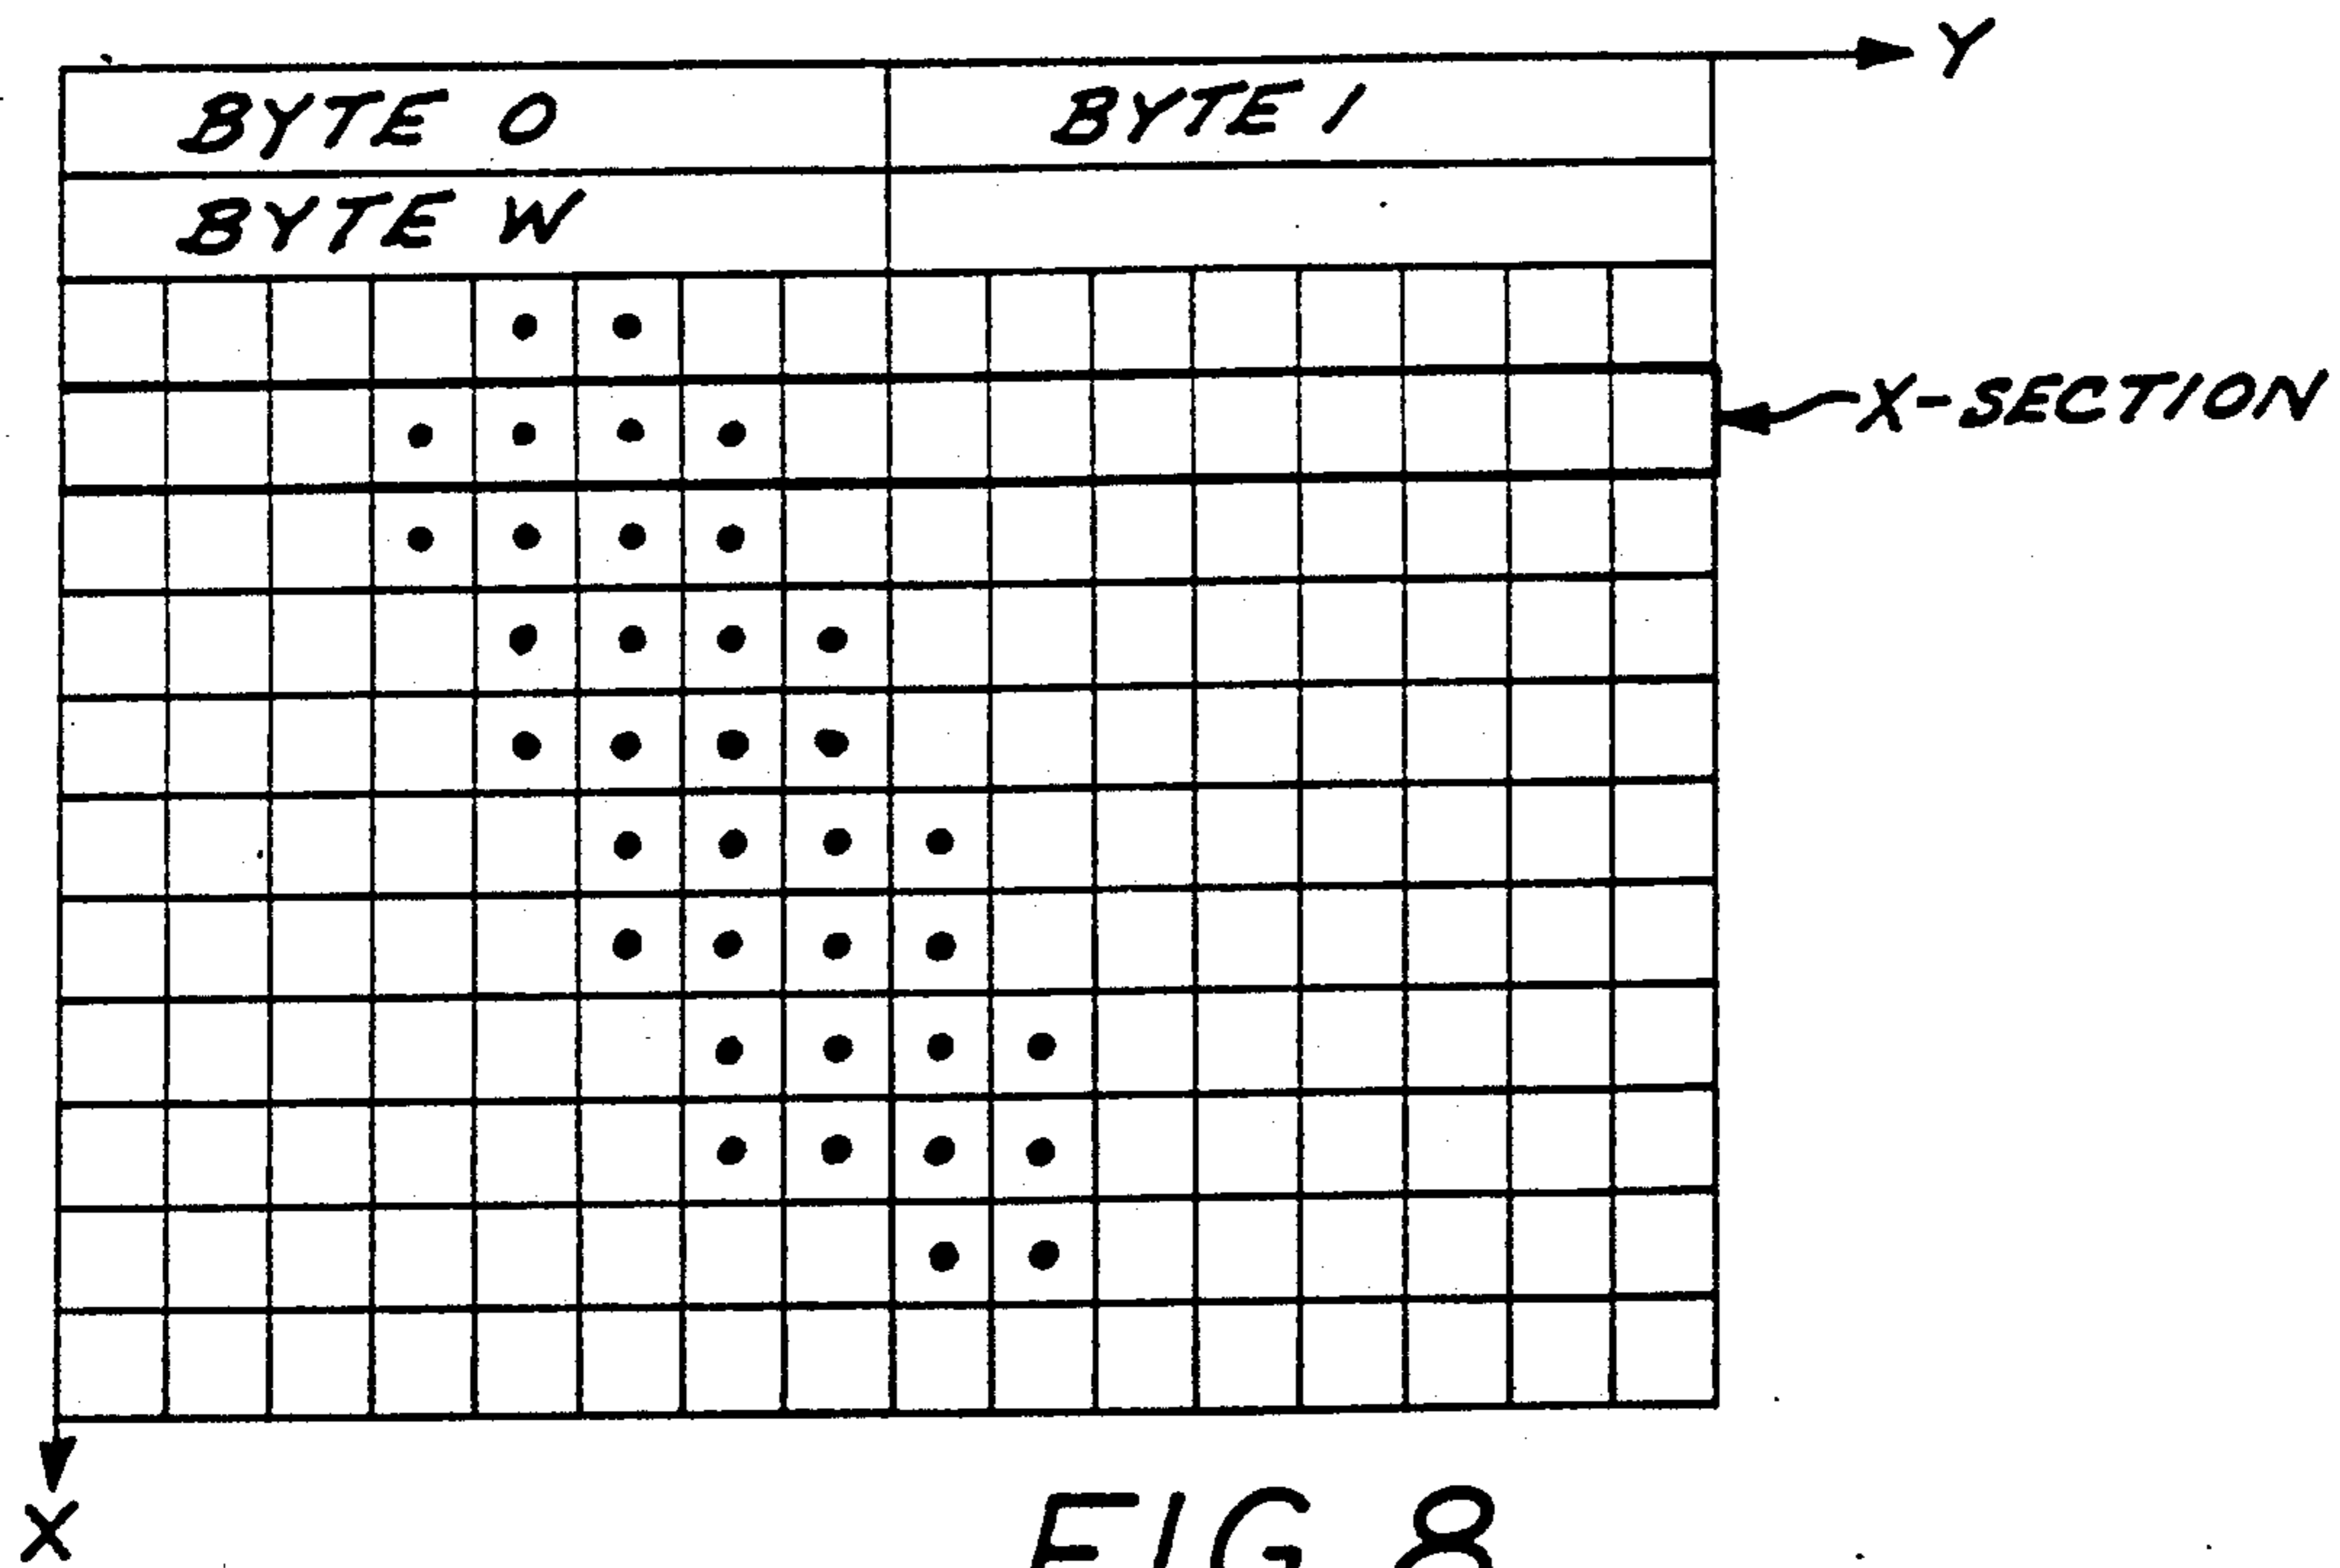 Y
BYTE 0 BYTE 1
BYTE W
X-SECTION
X
FIG 8